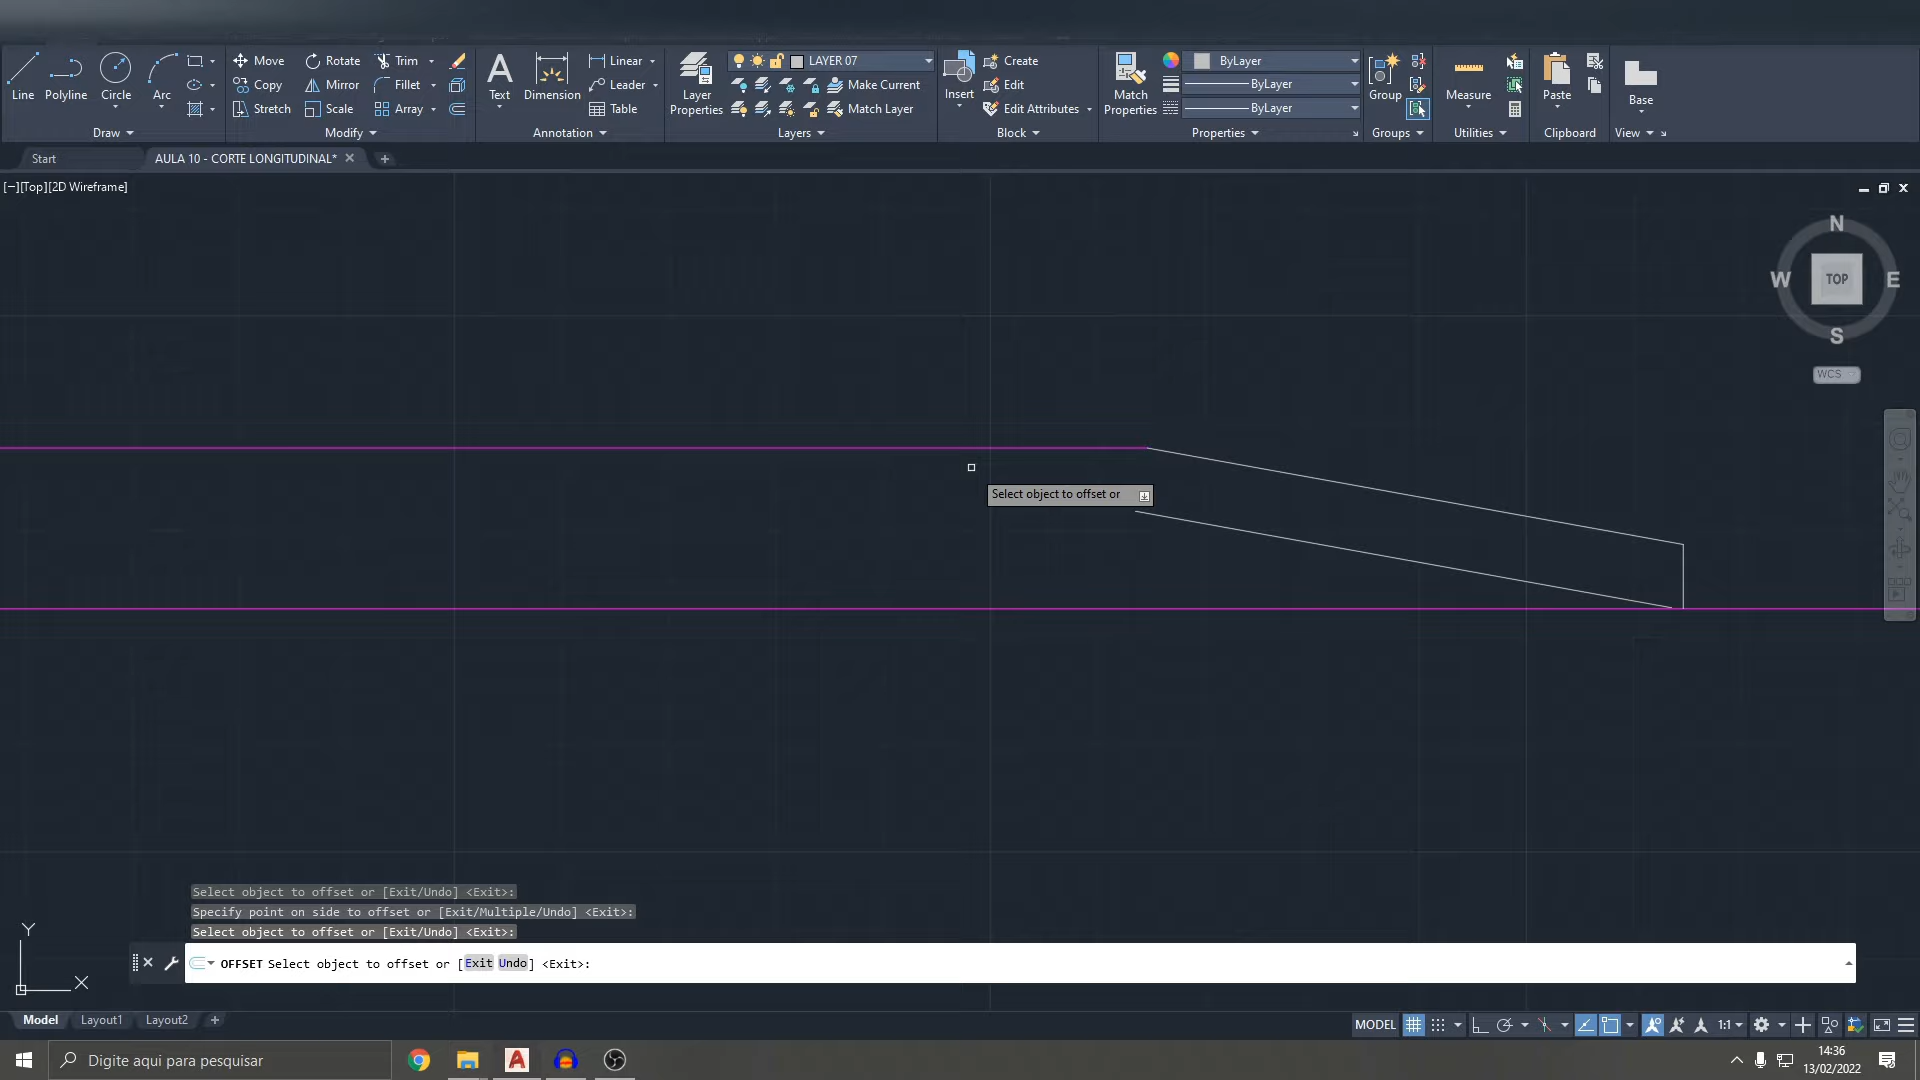 Line
Polyline
Circle
Arc
Draw
Move
Rotate
Trim
Copy
Mirror
Fillet
Stretch
Scale
Array
Modify
Text
Dimension
Linear
Leader
Table
Annotation
Layer
Properties
LAYER 07
Make Current
Match Layer
Layers
Insert
Create
Edit
Edit Attributes
Block
Match
Properties
ByLayer
ByLayer
ByLayer
Properties
Group
Groups
Measure
Utilities
Paste
Clipboard
Base
View
Start
AULA 10 - CORTE LONGITUDINAL*
[−][Top][2D Wireframe]
N
W
TOP
E
S
WCS
Select object to offset or
Select object to offset or [Exit/Undo] <Exit>:
Specify point on side to offset or [Exit/Multiple/Undo] <Exit>:
Select object to offset or [Exit/Undo] <Exit>:
OFFSET Select object to offset or [Exit Undo] <Exit>:
Y
X
Model
Layout1
Layout2
MODEL
1:1
Digite aqui para pesquisar
14:36
13/02/2022